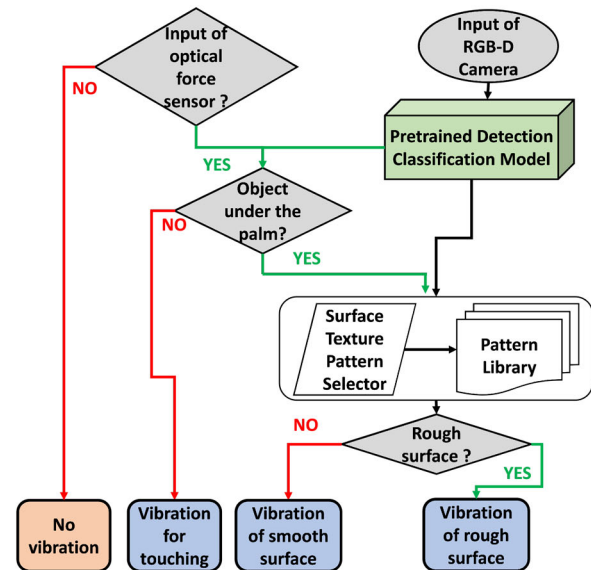 Input of
optical
force
sensor ?
Input of
RGB-D
Camera
NO
YES
Pretrained Detection
Classification Model
Object
under the
palm?
NO
YES
Surface
Texture
Pattern
Selector
Pattern
Library
NO
Rough
surface ?
YES
No
vibration
Vibration
for
touching
Vibration
of smooth
surface
Vibration
of rough
surface